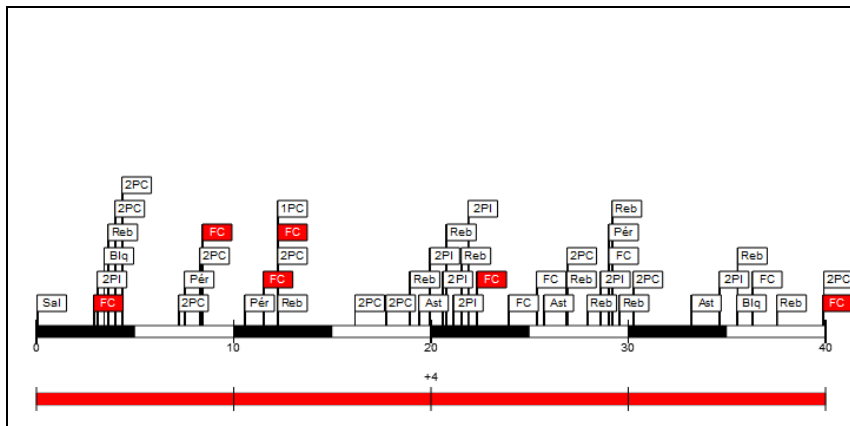 2PC
2PC 1PC 2PI Reb
Reb FC FC Reb Pér
Blq 2PC 2PC 2PI Reb 2PC FC Reb
2PI Pér FC Reb 2PI FC FC Reb 2PI 2PC 2PI FC 2PC
Sal FC 2PC Pér Reb 2PC 2PC Ast 2PI FC Ast Reb Reb Ast Blq Reb FC
0 10 20 30 40
+4